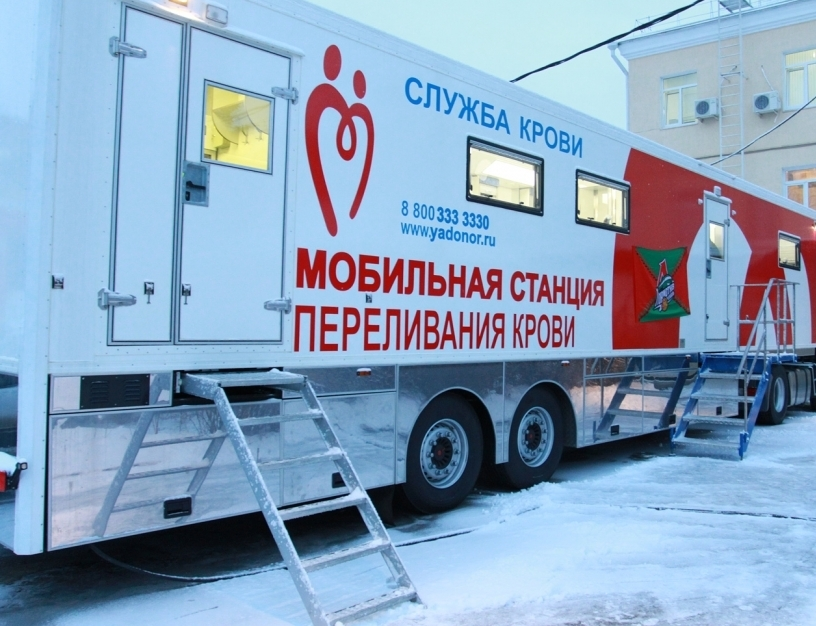 СЛУЖБА КРОВИ
8 800 333 3330
www.yadonor.ru
МОБИЛЬНАЯ СТАНЦИЯ
ПЕРЕЛИВАНИЯ КРОВИ